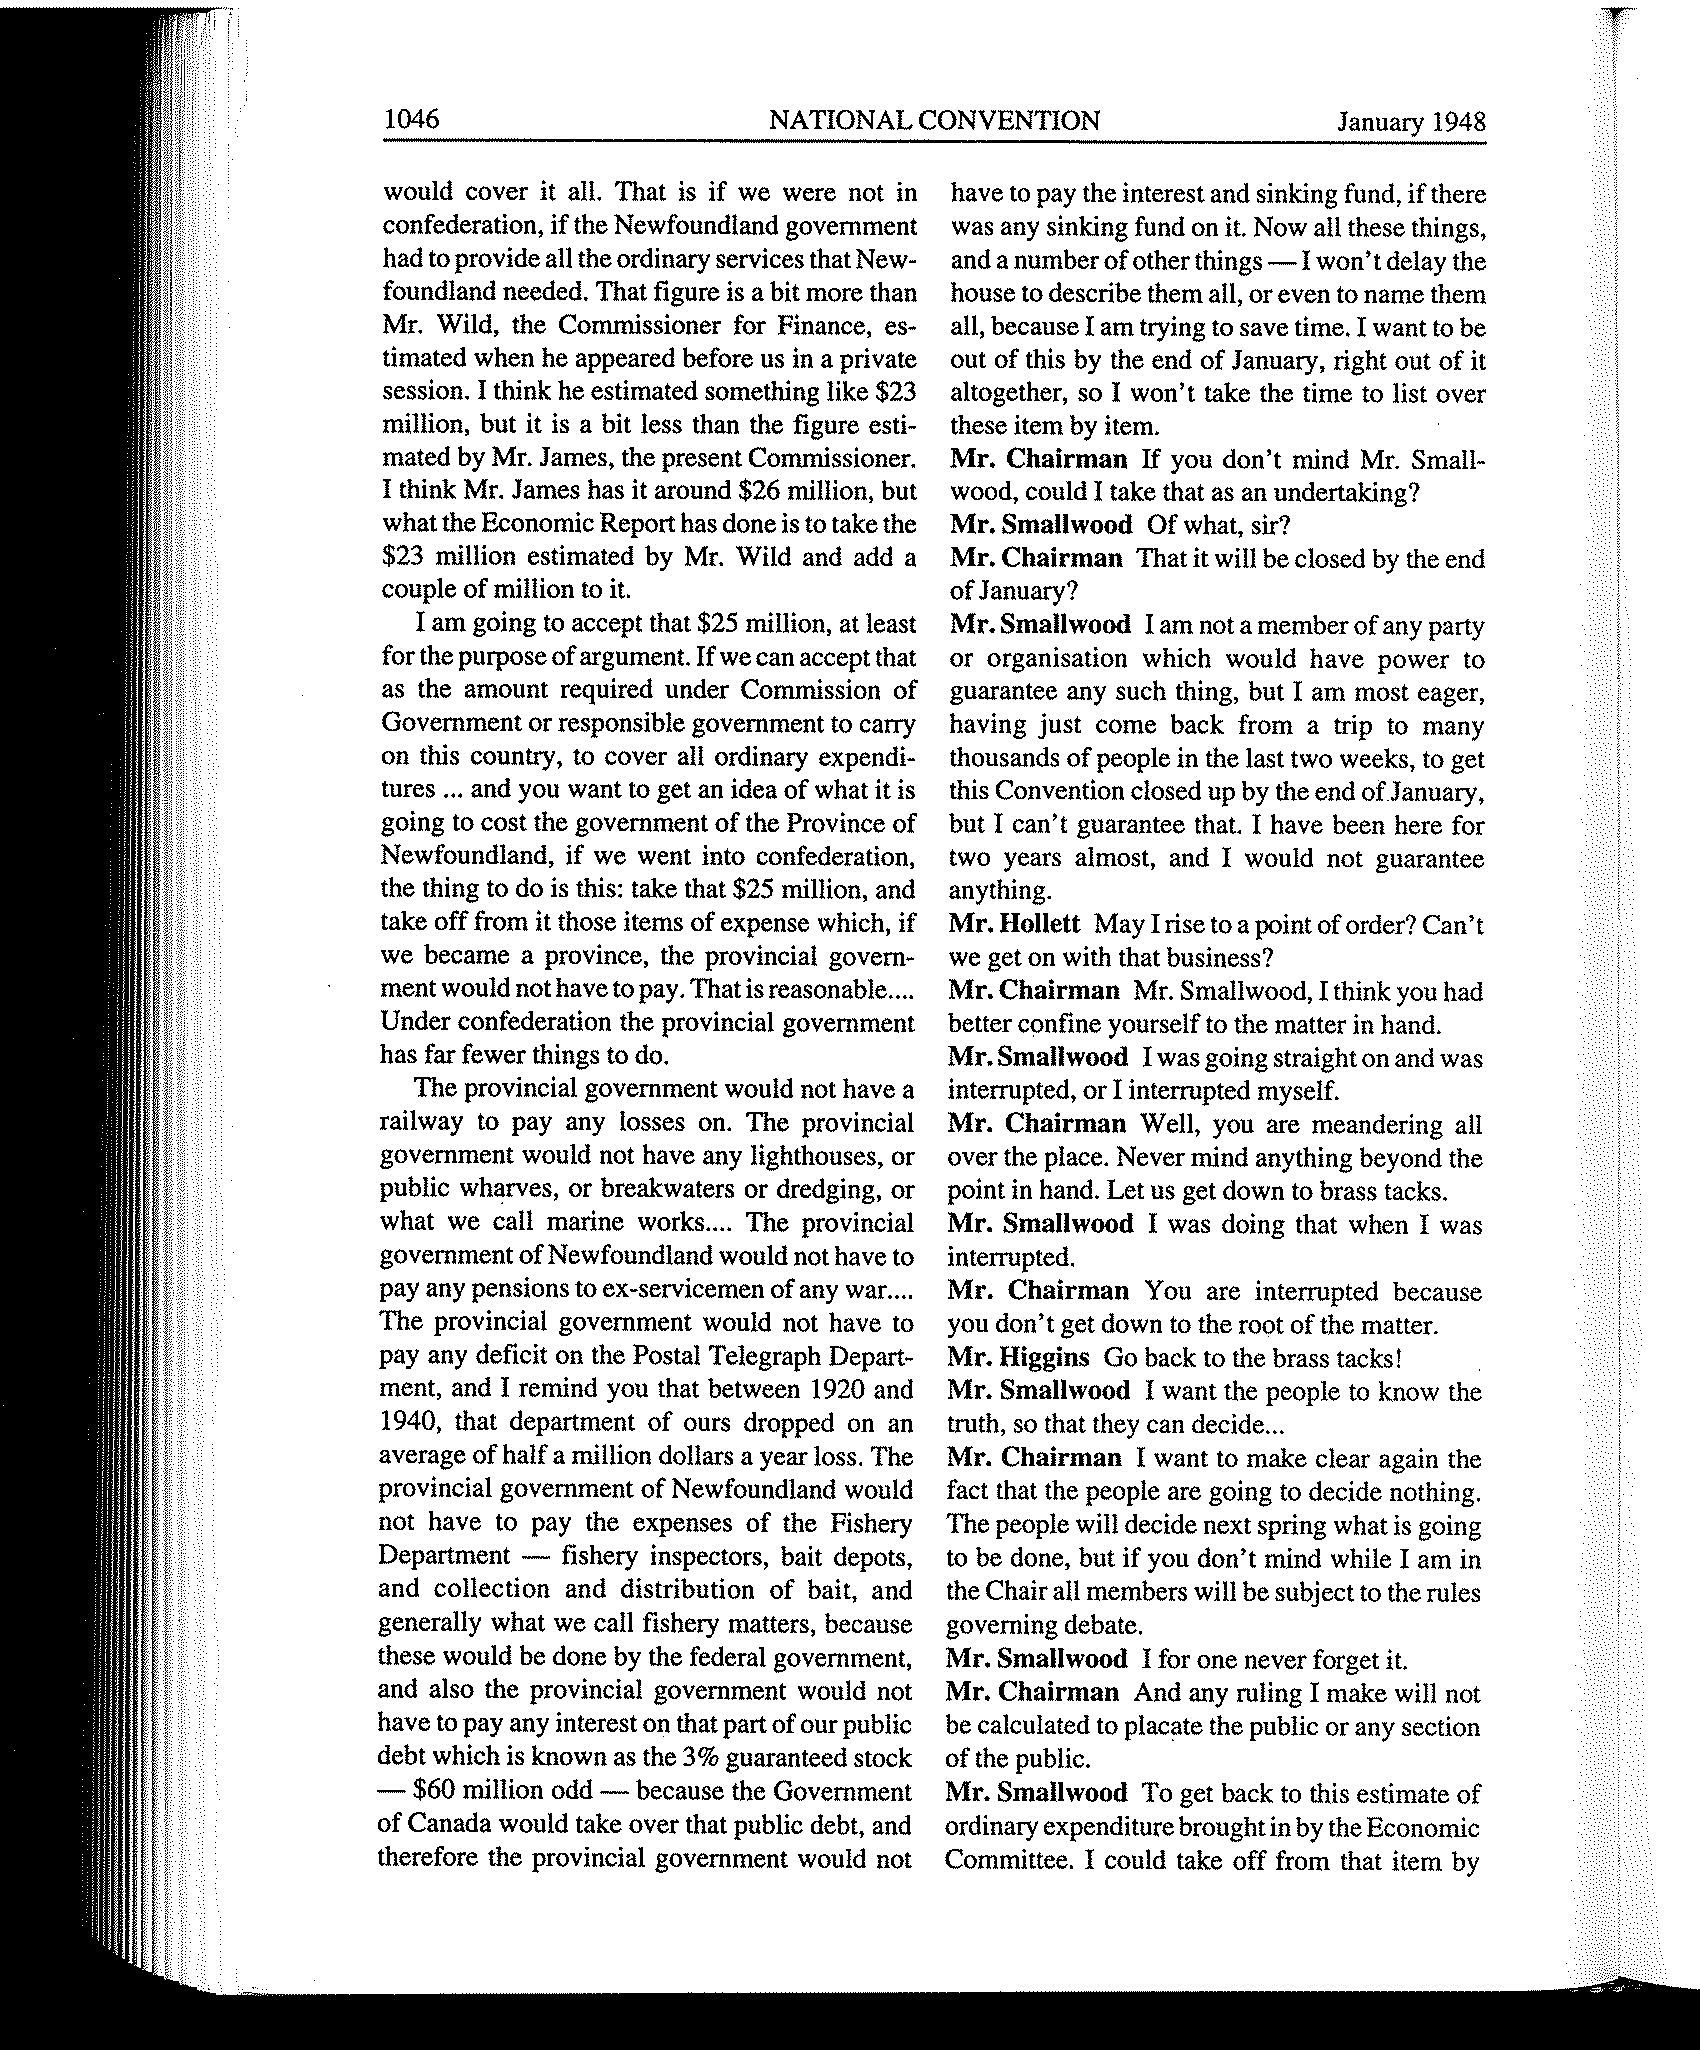 1046 NATIONAL CONVENTION January 1948
would cover it all. That is if we were not in
confederation, if the Newfoundland government
had to provide all the ordinary services that New-
foundland needed. That figure is a bit more than
Mr. Wild, the Commissioner for Finance, es-
timated when he appeared before us in a private
session. I think he estimated something like $23
million, but it is a bit less than the figure esti-
mated by Mr. James, the present Commissioner.
I think Mr. James has it around $26 million, but
what the Economic Report has done is to take the
$23 million estimated by Mr. Wild and add a
couple of million to it.
I am going to accept that $25 million, at least
for the purpose of argument. If we can accept that
as the amount required under Commission of
Government or responsible government to carry
on this country, to cover all ordinary expendi-
tures ... and you want to get an idea of what it is
going to cost the government of the Province of
Newfoundland, if we went into confederation,
the thing to do is this: take that $25 million, and
take off from it those items of expense which, if
we became a province, the provincial govern-
ment would not have to pay. That is reasonable....
Under confederation the provincial government
has far fewer things to do.
The provincial government would not have a
railway to pay any losses on. The provincial
government would not have any lighthouses, or
public wharves, or breakwaters or dredging, or
what we call marine works.... The provincial
government of Newfoundland would not have to
pay any pensions to ex-servicemen of any war....
The provincial government would not have to
pay any deficit on the Postal Telegraph Depart-
ment, and I remind you that between 1920 and
1940, that department of ours dropped on an
average of half a million dollars a year loss. The
provincial government of Newfoundland would
not have to pay the expenses of the Fishery
Department — fishery inspectors, bait depots,
and collection and distribution of bait, and
generally what we call fishery matters, because
these would be done by the federal government,
and also the provincial government would not
have to pay any interest on that part of our public
debt which is known as the 3% guaranteed stock
— $60 million odd — because the Government
of Canada would take over that public debt, and
therefore the provincial government would not
have to pay the interest and sinking fund, if there
was any sinking fund on it. Now all these things,
and a number of other things — I won't delay the
house to describe them all, or even to name them
all, because I am trying to save time. I want to be
out of this by the end of January, right out of it
altogether, so I won't take the time to list over
these item by item.
Mr. Chairman If you don't mind Mr. Small-
wood, could I take that as an undertaking?
Mr. Smallwood Of what, sir?
Mr. Chairman That it will be closed by the end
of January?
Mr. Smallwood I am not a member of any party
or organisation which would have power to
guarantee any such thing, but I am most eager,
having just come back from a trip to many
thousands of people in the last two weeks, to get
this Convention closed up by the end of January,
but I can't guarantee that. I have been here for
two years almost, and I would not guarantee
anything.
Mr. Hollett May I rise to a point of order? Can't
we get on with that business?
Mr. Chairman Mr. Smallwood, I think you had
better confine yourself to the matter in hand.
Mr. Smallwood I was going straight on and was
interrupted, or I interrupted myself.
Mr. Chairman Well, you are meandering all
over the place. Never mind anything beyond the
point in hand. Let us get down to brass tacks.
Mr. Smallwood I was doing that when I was
interrupted.
Mr. Chairman You are interrupted because
you don't get down to the root of the matter.
Mr. Higgins Go back to the brass tacks!
Mr. Smallwood I want the people to know the
truth, so that they can decide...
Mr. Chairman I want to make clear again the
fact that the people are going to decide nothing.
The people will decide next spring what is going
to be done, but if you don't mind while I am in
the Chair all members will be subject to the rules
governing debate.
Mr. Smallwood I for one never forget it.
Mr. Chairman And any ruling I make will not
be calculated to placate the public or any section
of the public.
Mr. Smallwood To get back to this estimate of
ordinary expenditure brought in by the Economic
Committee. I could take off from that item by